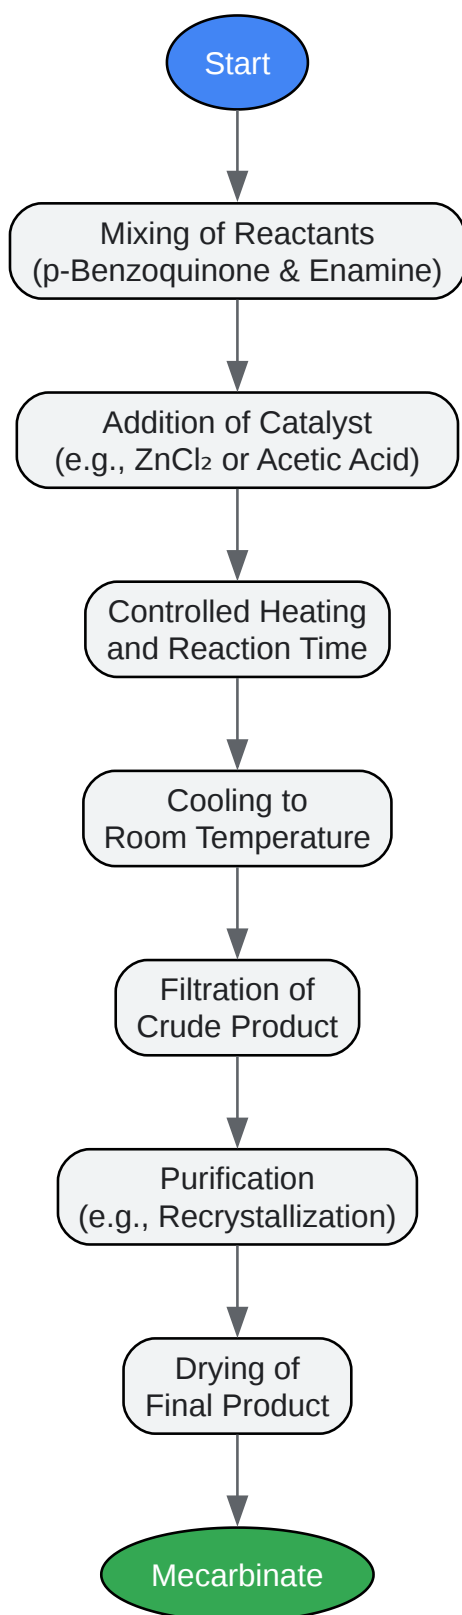 Start
Mixing of Reactants
(p-Benzoquinone & Enamine)
Addition of Catalyst
(e.g., ZnCl₂ or Acetic Acid)
Controlled Heating
and Reaction Time
Cooling to
Room Temperature
Filtration of
Crude Product
Purification
(e.g., Recrystallization)
Drying of
Final Product
Mecarbinate